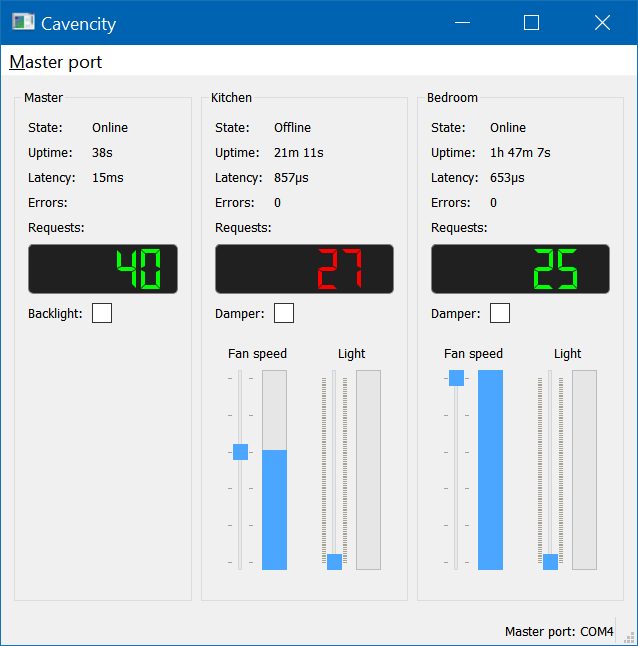 Cavencity
Master port
Master
State: Online
Uptime: 38s
Latency: 15ms
Errors:
Requests:
40
Backlight:
Kitchen
State: Offline
Uptime: 21m 11s
Latency: 857µs
Errors: 0
Requests:
27
Damper:
Fan speed Light
Bedroom
State: Online
Uptime: 1h 47m 7s
Latency: 653µs
Errors: 0
Requests:
25
Damper:
Fan speed Light
Master port: COM4